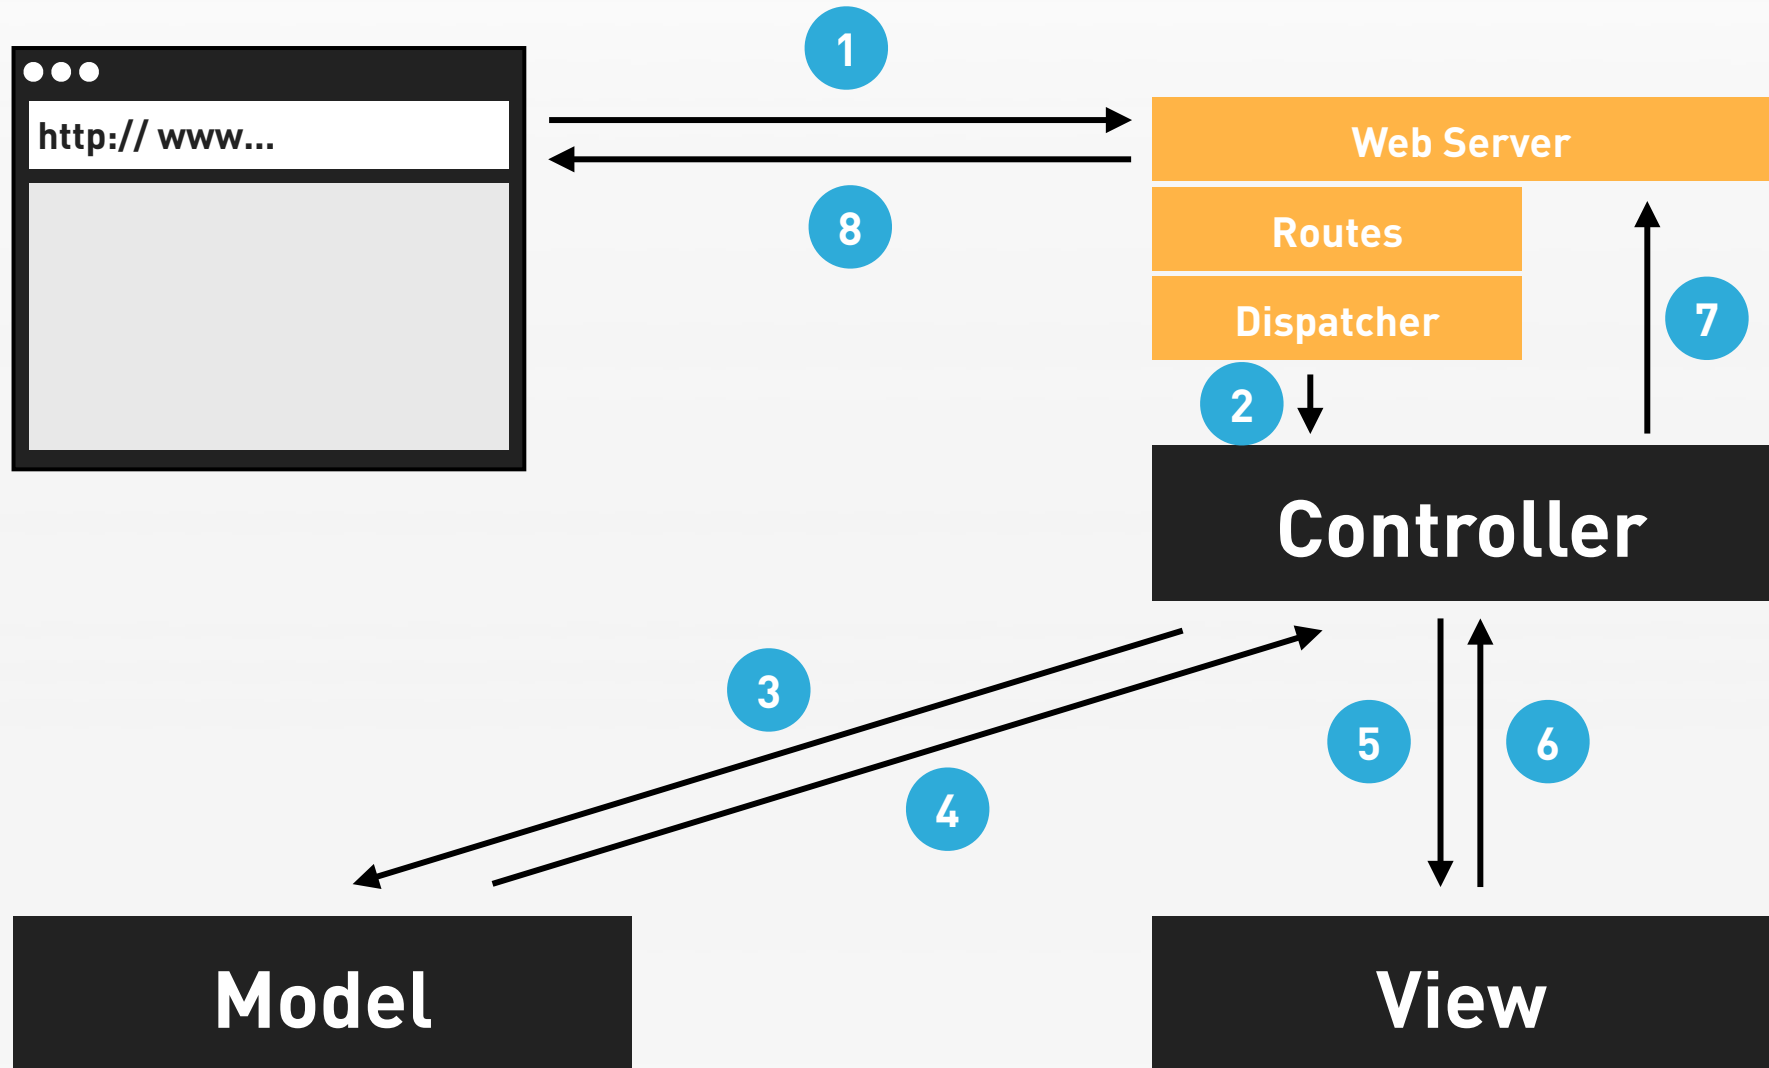 1
http:// www...
Web Server
8
Routes
Dispatcher
7
2
Controller
3
5
6
4
Model
View